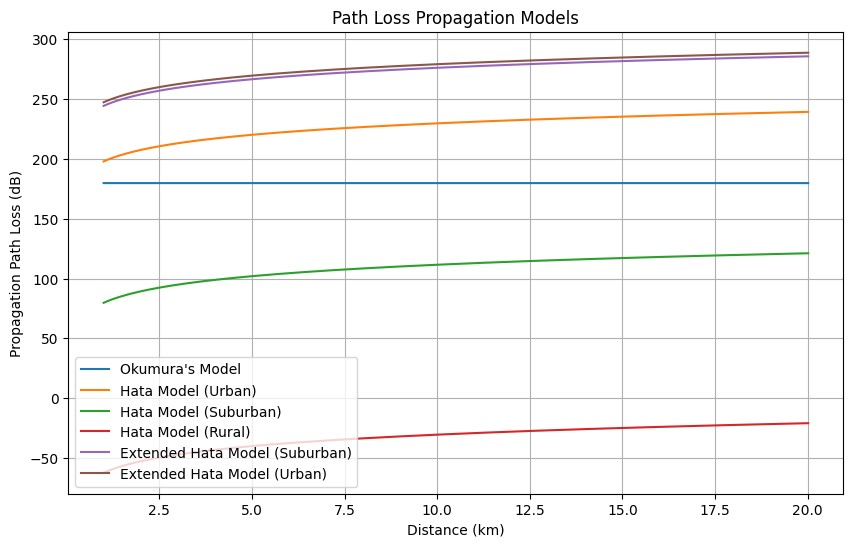 Path Loss Propagation Models
Propagation Path Loss (dB)
300
250
200
150
100
50
0
−50
Okumura's Model
Hata Model (Urban)
Hata Model (Suburban)
Hata Model (Rural)
Extended Hata Model (Suburban)
Extended Hata Model (Urban)
2.5 5.0 7.5 10.0 12.5 15.0 17.5 20.0
Distance (km)